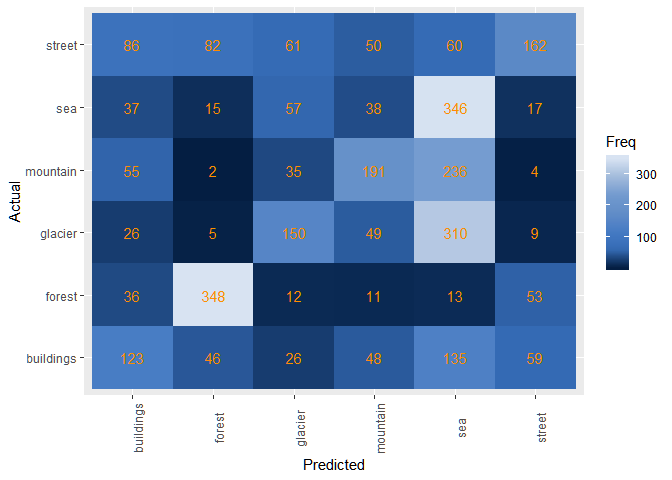 street 86 82 61 50 60 162
sea 37 15 57 38 346 17
mountain 55 2 35 191 236 4
glacier 26 5 150 49 310 9
forest 36 348 12 11 13 53
buildings 123 46 26 48 135 59
buildings forest glacier mountain sea street
Predicted
Actual
Freq
300
200
100